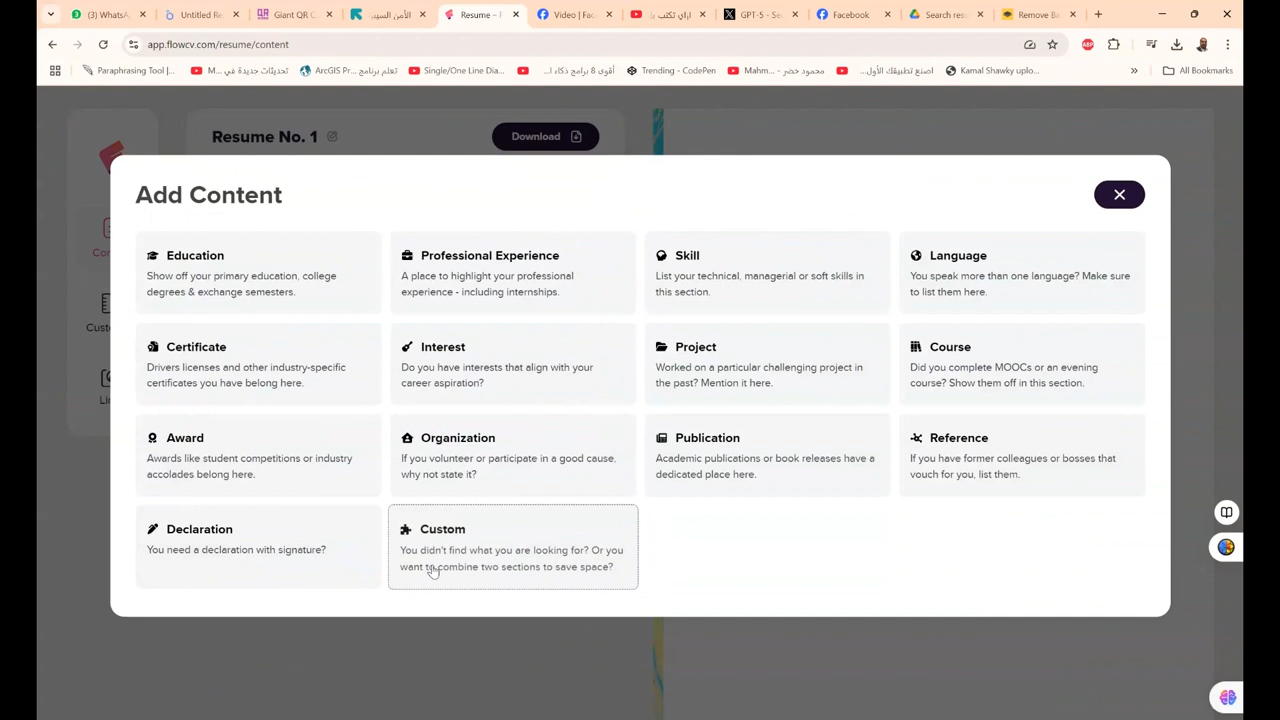 (3) WhatsA
Untitled Re
Giant QR C
الأمن السيب
Resume –
Video | Fac
اراي تكتب
GPT-5 - Se
Facebook
Search reso
Remove Ba
app.flowcv.com/resume/content
Paraphrasing Tool |...
تحديثات جديدة في M...
تعلم برنامج ArcGIS Pr...
Single/One Line Dia...
أقوى 8 برامج ذكاء ا...
Trending - CodePen
محمود خضر - Mahm...
اصنع تطبيقك الأول...
Kamal Shawky uplo...
All Bookmarks
Resume No. 1
Download
Add Content
Education
Show off your primary education, college
degrees & exchange semesters.
Professional Experience
A place to highlight your professional
experience - including internships.
Skill
List your technical, managerial or soft skills in
this section.
Language
You speak more than one language? Make sure
to list them here.
Certificate
Drivers licenses and other industry-specific
certificates you have belong here.
Interest
Do you have interests that align with your
career aspiration?
Project
Worked on a particular challenging project in
the past? Mention it here.
Course
Did you complete MOOCs or an evening
course? Show them off in this section.
Award
Awards like student competitions or industry
accolades belong here.
Organization
If you volunteer or participate in a good cause,
why not state it?
Publication
Academic publications or book releases have a
dedicated place here.
Reference
If you have former colleagues or bosses that
vouch for you, list them.
Declaration
You need a declaration with signature?
Custom
You didn't find what you are looking for? Or you
want to combine two sections to save space?
Con
Custo
Li